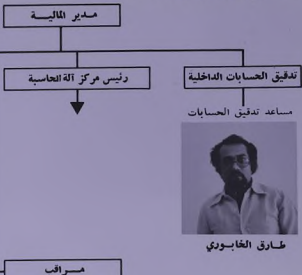 مدير المالية
تدقيق الحسابات الداخلية
رئيس مركز آلة الحاسبة
مساعد تدقيق الحسابات
طارق الخابوري
مراقب